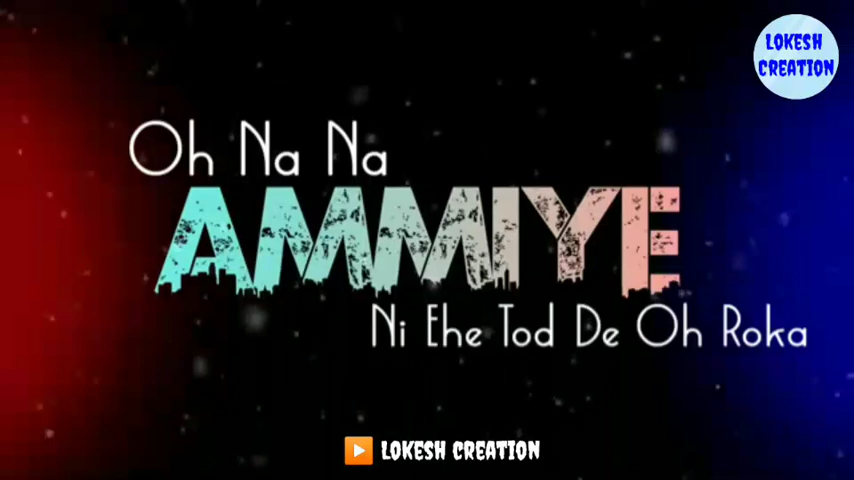 LOKESH
CREATION
Oh Na Na
AMMIYE
Ni Ehe Tod De Oh Roka
LOKESH CREATION